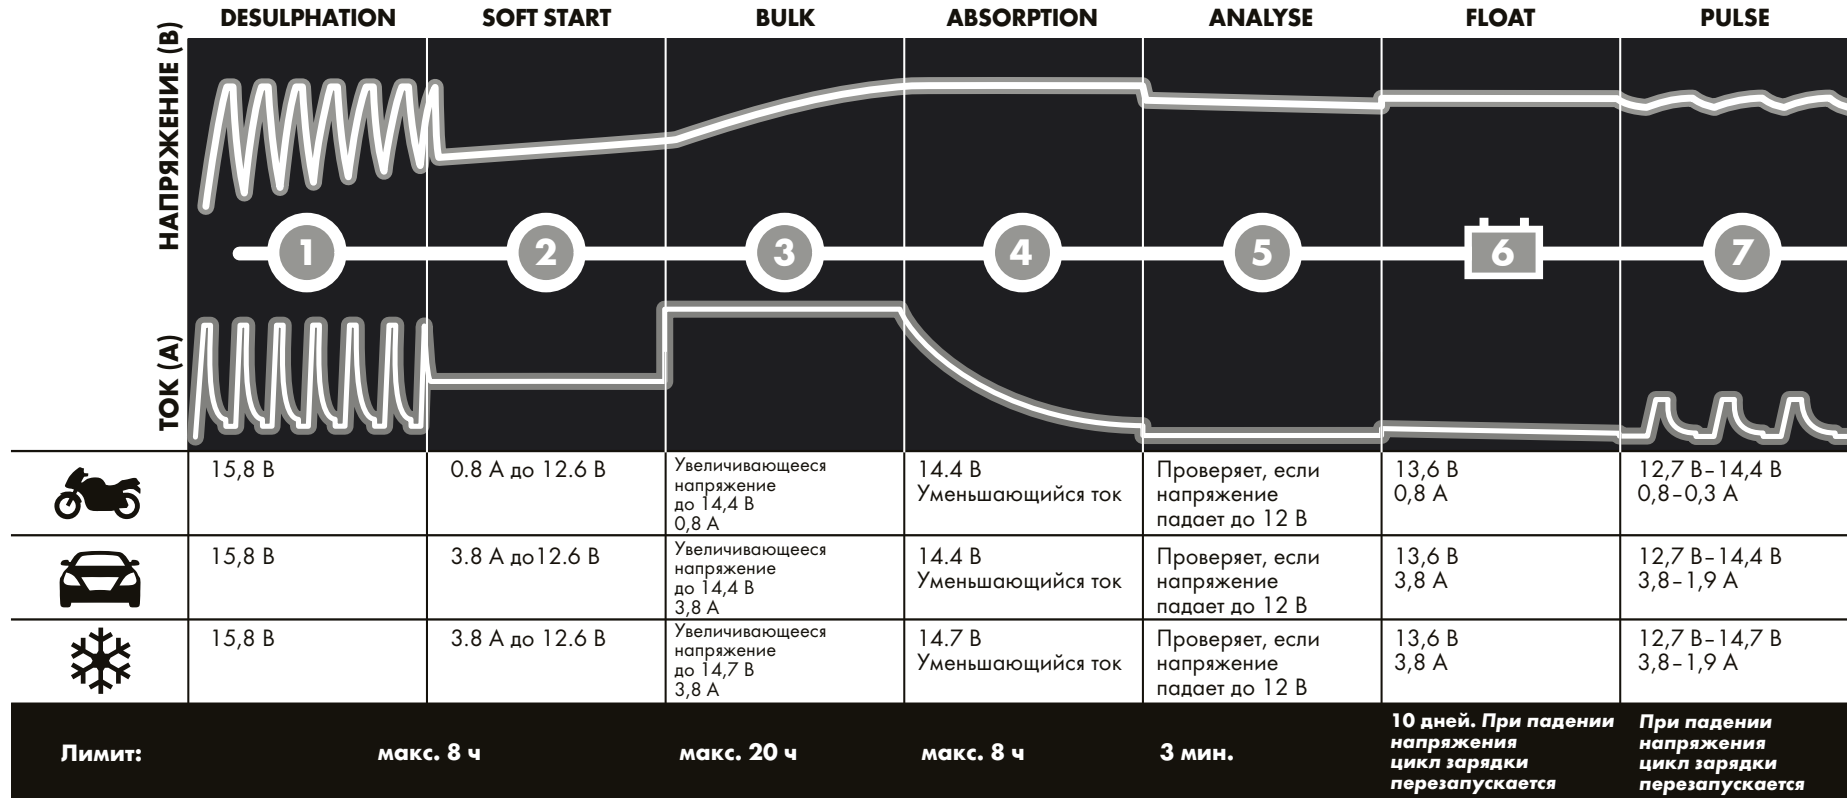 DESULPHATION SOFT START BULK ABSORPTION ANALYSE FLOAT PULSE
НАПРЯЖЕНИЕ (В)
1 2 3 4 5 6 7
ТОК (А)
15,8 В
0.8 А до 12.6 В
Увеличивающееся
напряжение
до 14,4 В
0,8 А
14.4 В
Уменьшающийся ток
Проверяет, если
напряжение
падает до 12 В
13,6 В
0,8 А
12,7 В–14,4 В
0,8–0,3 А
15,8 В
3.8 А до12.6 В
Увеличивающееся
напряжение
до 14,4 В
3,8 А
14.4 В
Уменьшающийся ток
Проверяет, если
напряжение
падает до 12 В
13,6 В
3,8 А
12,7 В–14,4 В
3,8–1,9 А
15,8 В
3.8 А до 12.6 В
Увеличивающееся
напряжение
до 14,7 В
3,8 А
14.7 В
Уменьшающийся ток
Проверяет, если
напряжение
падает до 12 В
13,6 В
3,8 А
12,7 В–14,7 В
3,8–1,9 А
Лимит:
макс. 8 ч
макс. 20 ч
макс. 8 ч
3 мин.
10 дней. При падении
напряжения
цикл зарядки
перезапускается
При падении
напряжения
цикл зарядки
перезапускается